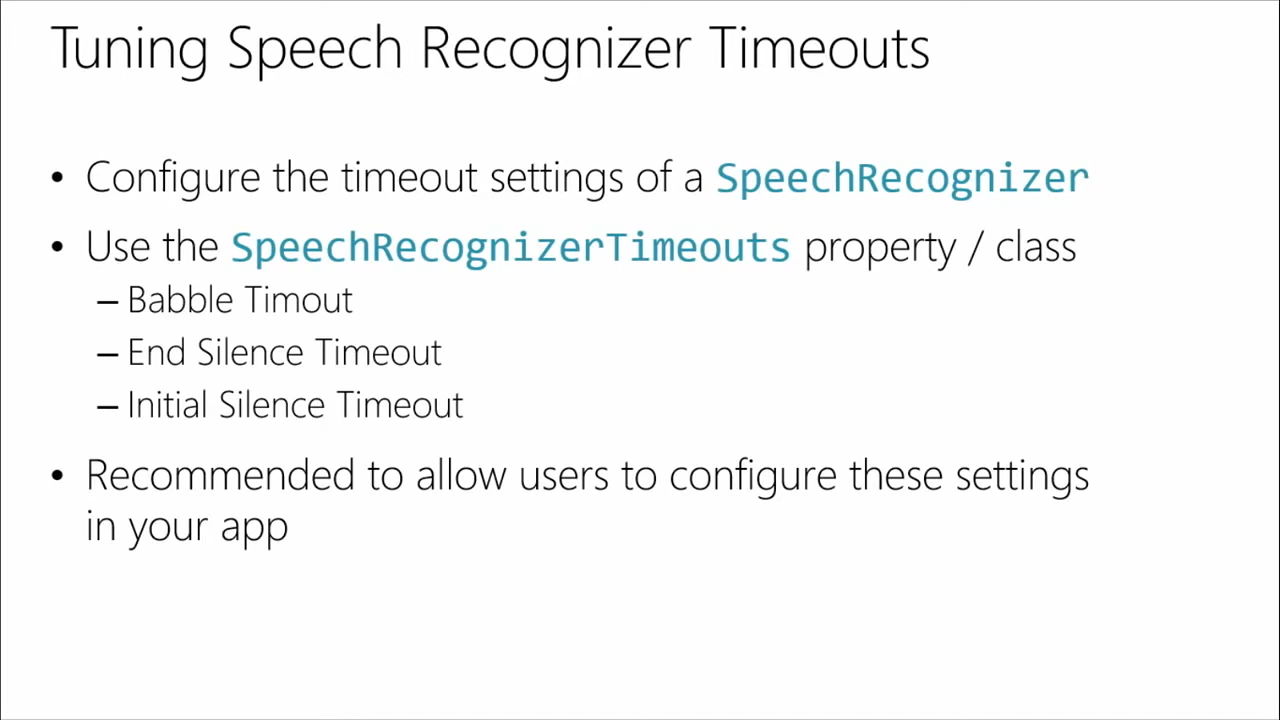 Tuning Speech Recognizer Timeouts
• Configure the timeout settings of a SpeechRecognizer
• Use the SpeechRecognizerTimeouts property / class
– Babble Timout
– End Silence Timeout
– Initial Silence Timeout
• Recommended to allow users to configure these settings
in your app